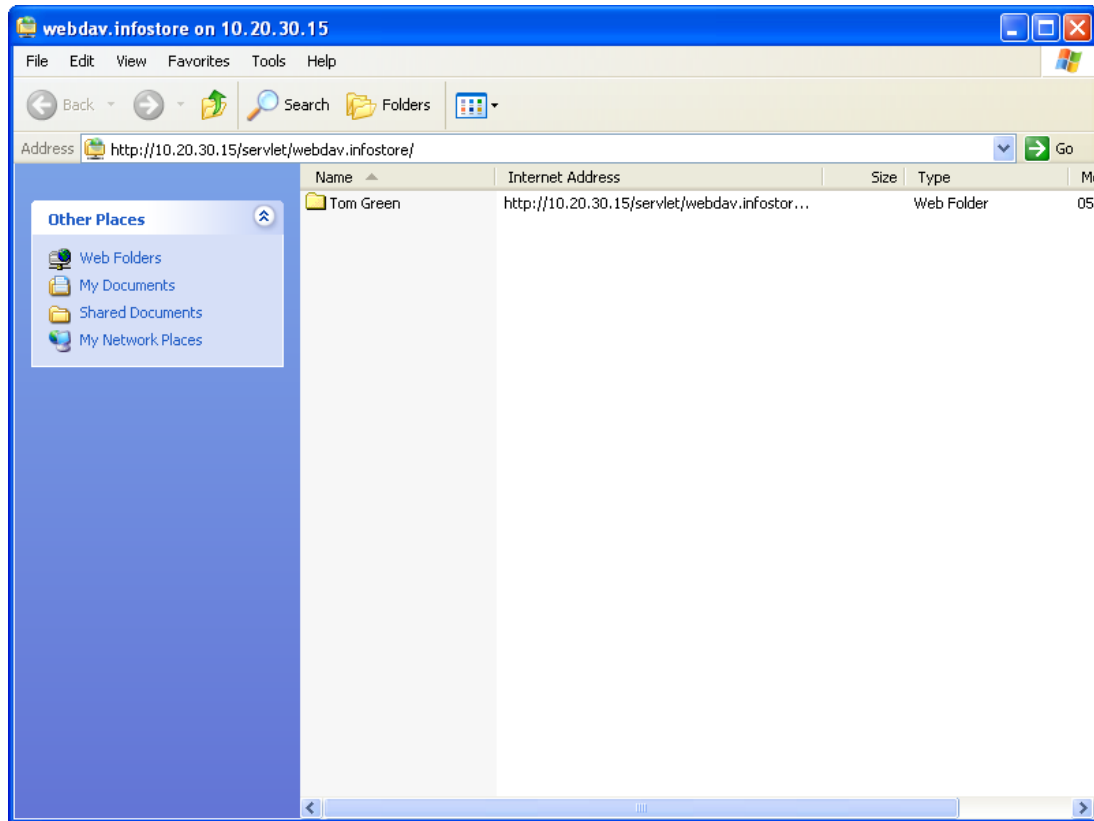 webdav.infostore on 10.20.30.15
File Edit View Favorites Tools Help
Back Search Folders
Address http://10.20.30.15/servlet/webdav.infostore/ Go
Name Internet Address Size Type M
Other Places
Tom Green http://10.20.30.15/servlet/webdav.infostor... Web Folder 05
Web Folders
My Documents
Shared Documents
My Network Places